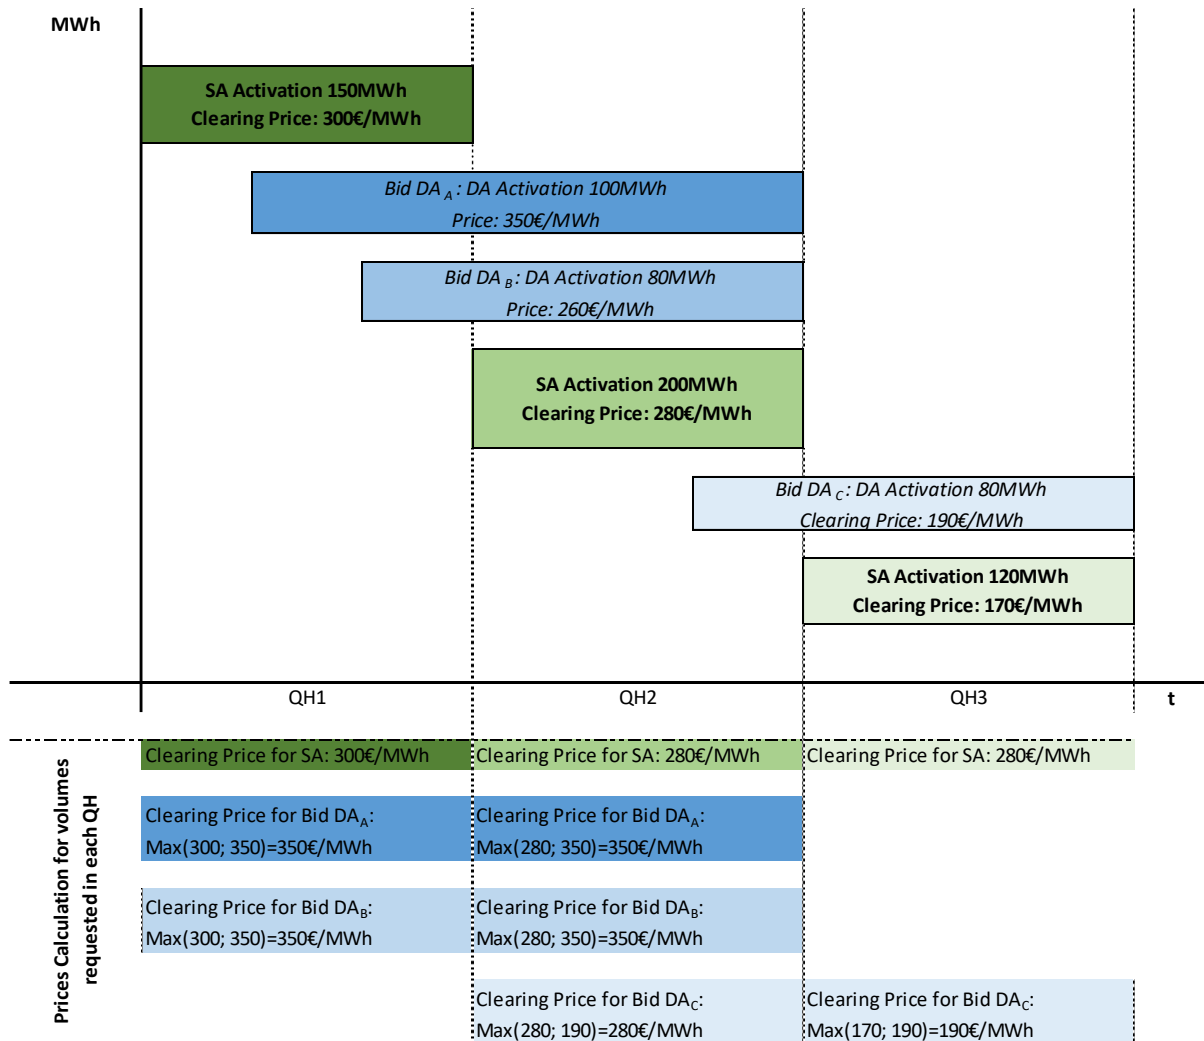 MWh
SA Activation 150MWh
Clearing Price: 300€/MWh
Bid DA A : DA Activation 100MWh
Price: 350€/MWh
Bid DA B : DA Activation 80MWh
Price: 260€/MWh
SA Activation 200MWh
Clearing Price: 280€/MWh
Bid DA C : DA Activation 80MWh
Clearing Price: 190€/MWh
SA Activation 120MWh
Clearing Price: 170€/MWh
QH1
QH2
QH3
t
Prices Calculation for volumes
requested in each QH
Clearing Price for SA: 300€/MWh
Clearing Price for SA: 280€/MWh
Clearing Price for SA: 280€/MWh
Clearing Price for Bid DAA:
Max(300; 350)=350€/MWh
Clearing Price for Bid DAA:
Max(280; 350)=350€/MWh
Clearing Price for Bid DAB:
Max(300; 350)=350€/MWh
Clearing Price for Bid DAB:
Max(280; 350)=350€/MWh
Clearing Price for Bid DAC:
Max(280; 190)=280€/MWh
Clearing Price for Bid DAC:
Max(170; 190)=190€/MWh